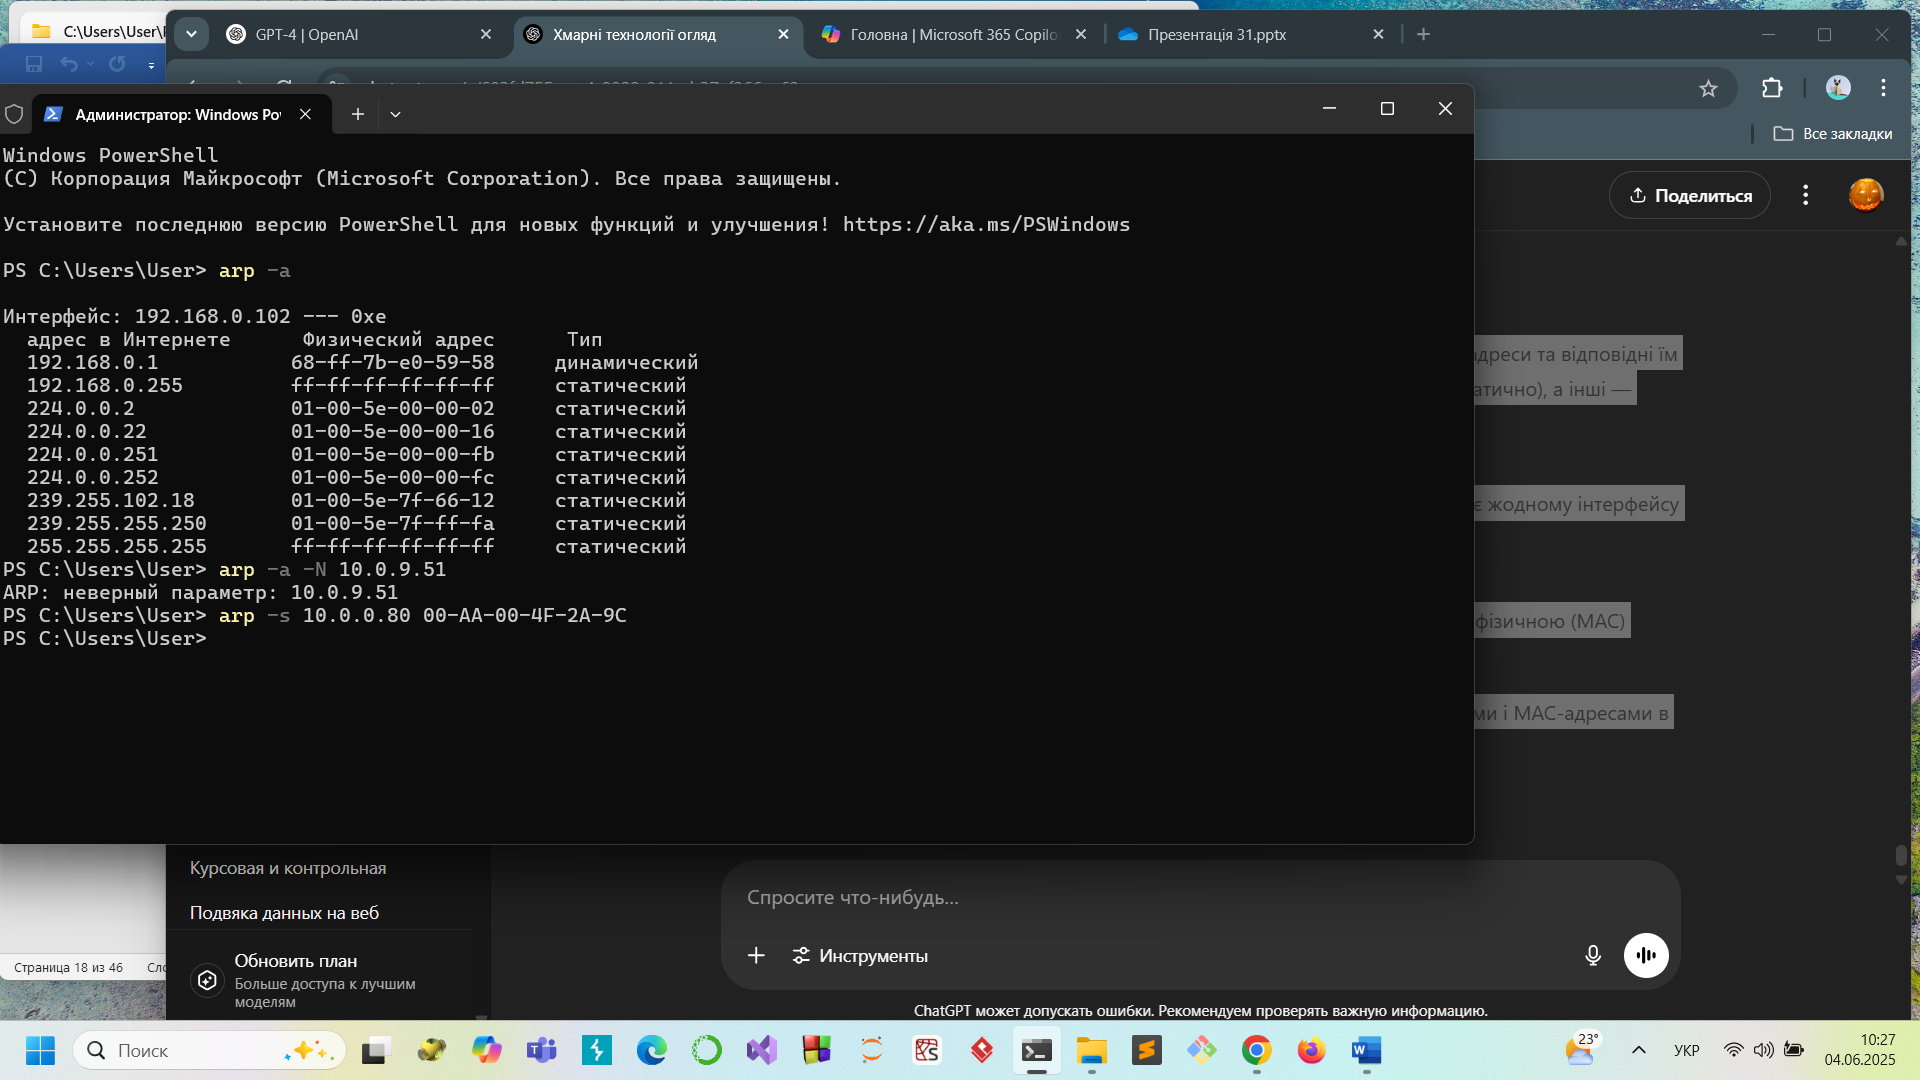 C:\Users\User\
GPT-4 | OpenAI
Хмарні технології огляд
Головна | Microsoft 365 Copilo
Презентація 31.pptx
Все закладки
Администратор: Windows Po
Windows PowerShell
(C) Корпорация Майкрософт (Microsoft Corporation). Все права защищены.
Установите последнюю версию PowerShell для новых функций и улучшения! https://aka.ms/PSWindows
PS C:\Users\User> arp -a
Интерфейс: 192.168.0.102 --- 0xe
адрес в Интернете Физический адрес Тип
192.168.0.1 68-ff-7b-e0-59-58 динамический
192.168.0.255 ff-ff-ff-ff-ff-ff статический
224.0.0.2 01-00-5e-00-00-02 статический
224.0.0.22 01-00-5e-00-00-16 статический
224.0.0.251 01-00-5e-00-00-fb статический
224.0.0.252 01-00-5e-00-00-fc статический
239.255.102.18 01-00-5e-7f-66-12 статический
239.255.255.250 01-00-5e-7f-ff-fa статический
255.255.255.255 ff-ff-ff-ff-ff-ff статический
PS C:\Users\User> arp -a -N 10.0.9.51
ARP: неверный параметр: 10.0.9.51
PS C:\Users\User> arp -s 10.0.0.80 00-AA-00-4F-2A-9C
PS C:\Users\User>
Поделиться
адреси та відповідні їм
атично), а інші —
є жодному інтерфейсу
фізичною (MAC)
ми і MAC-адресами в
Курсовая и контрольная
Подвяка данных на веб
Обновить план
Больше доступа к лучшим
моделям
Спросите что-нибудь...
Инструменты
ChatGPT может допускать ошибки. Рекомендуем проверять важную информацию.
Страница 18 из 46 Сло
Поиск
23°
УКР
10:27
04.06.2025